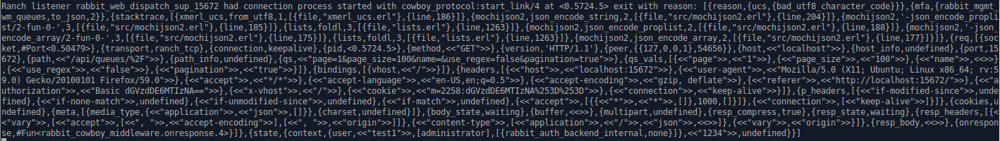 Ranch listener rabbit_web_dispatch_sup_15672 had connection process started with cowboy_protocol:start_link/4 at <0.5724.5> exit with reason: [{reason,{ucs,{bad_utf8_character_code}}},{mfa,{rabbit_mgmt_
wm_queues,to_json,2}},{stacktrace,[{xmerl_ucs,from_utf8,1,[{file,"xmerl_ucs.erl"},{line,186}]},{mochijson2,json_encode_string,2,[{file,"src/mochijson2.erl"},{line,204}]},{mochijson2,'-json_encode_propli
st/2-fun-0-',3,[{file,"src/mochijson2.erl"},{line,185}]},{lists,foldl,3,[{file,"lists.erl"},{line,1263}]},{mochijson2,json_encode_proplist,2,[{file,"src/mochijson2.erl"},{line,188}]},{mochijson2,'-json_
encode_array/2-fun-0-',3,[{file,"src/mochijson2.erl"},{line,175}]},{lists,foldl,3,[{file,"lists.erl"},{line,1263}]},{mochijson2,json_encode_array,2,[{file,"src/mochijson2.erl"},{line,177}]}]},{req,[{soc
ket,#Port<0.50479>},{transport,ranch_tcp},{connection,keepalive},{pid,<0.5724.5>},{method,<<"GET">>},{version,'HTTP/1.1'},{peer,{{127,0,0,1},54656}},{host,<<"localhost">>},{host_info,undefined},{port,15
672},{path,<<"/api/queues/%2F">>},{path_info,undefined},{qs,<<"page=1&page_size=100&name=&use_regex=false&pagination=true">>},{qs_vals,[{<<"page">>,<<"1">>},{<<"page_size">>,<<"100">>},{<<"name">>,<<>>}
,{<<"use_regex">>,<<"false">>},{<<"pagination">>,<<"true">>}]},{bindings,[{vhost,<<"/">>}]},{headers,[{<<"host">>,<<"localhost:15672">>},{<<"user-agent">>,<<"Mozilla/5.0 (X11; Ubuntu; Linux x86_64; rv:5
9.0) Gecko/20100101 Firefox/59.0">>},{<<"accept">>,<<"*/*">>},{<<"accept-language">>,<<"en-US,en;q=0.5">>},{<<"accept-encoding">>,<<"gzip, deflate">>},{<<"referer">>,<<"http://localhost:15672/">>},{<<"a
uthorization">>,<<"Basic dGVzdDE6MTIzNA==">>},{<<"x-vhost">>,<<"/">>},{<<"cookie">>,<<"m=2258:dGVzdDE6MTIzNA%253D%253D">>},{<<"connection">>,<<"keep-alive">>}]},{p_headers,[{<<"if-modified-since">>,unde
fined},{<<"if-none-match">>,undefined},{<<"if-unmodified-since">>,undefined},{<<"if-match">>,undefined},{<<"accept">>,[{{<<"*">>,<<"*">>,[]},1000,[]}]},{<<"connection">>,[<<"keep-alive">>]}]},{cookies,u
ndefined},{meta,[{media_type,{<<"application">>,<<"json">>,[]}},{charset,undefined}]},{body_state,waiting},{buffer,<<>>},{multipart,undefined},{resp_compress,true},{resp_state,waiting},{resp_headers,[{<
<"vary">>,[<<"accept">>,[<<", ">>,<<"accept-encoding">>],[<<", ">>,<<"origin">>]]},{<<"content-type">>,[<<"application">>,<<"/">>,<<"json">>,<<>>]},{<<"vary">>,<<"origin">>}]},{resp_body,<<>>},{onrespon
se,#Fun<rabbit_cowboy_middleware.onresponse.4>}]},{state,{context,{user,<<"test1">>,[administrator],[{rabbit_auth_backend_internal,none}]},<<"1234">>,undefined}}]